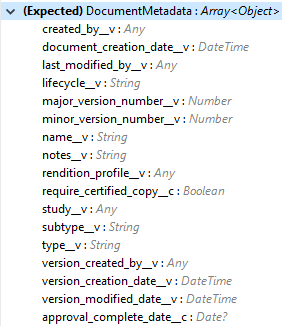 (Expected) DocumentMetadata : Array<Object>
created_by__v : Any
document_creation_date__v : DateTime
last_modified_by__v : Any
lifecycle__v : String
major_version_number__v : Number
minor_version_number__v : Number
name__v : String
notes__v : String
rendition_profile__v : Any
require_certified_copy__c : Boolean
study__v : Any
subtype__v : String
type__v : String
version_created_by__v : Any
version_creation_date__v : DateTime
version_modified_date__v : DateTime
approval_complete_date__c : Date?